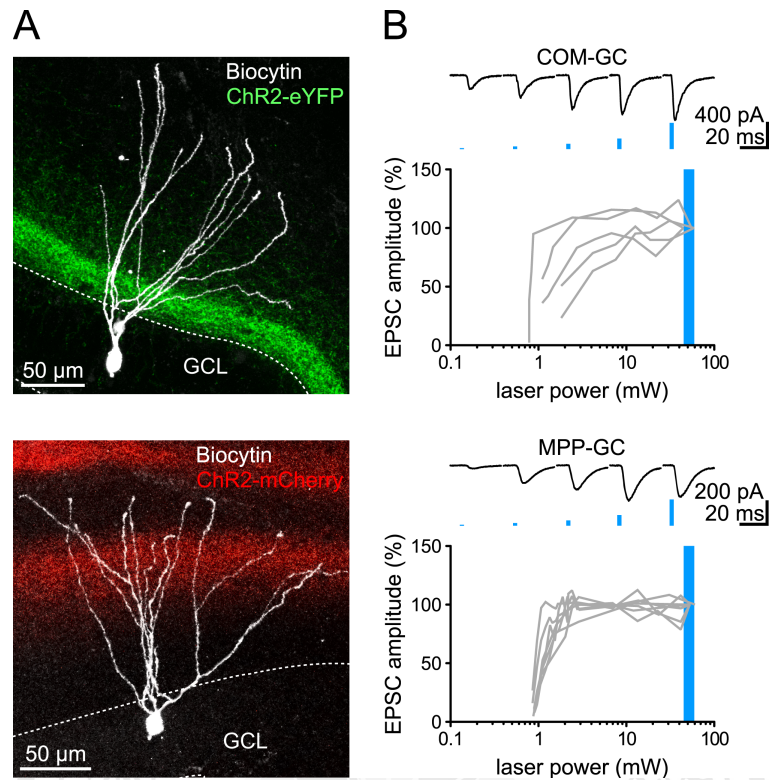 A
Biocytin
ChR2-eYFP
GCL
50 µm
B
COM-GC
400 pA
20 ms
150
100
50
0
EPSC amplitude (%)
0.1
1
10
100
laser power (mW)
Biocytin
ChR2-mCherry
GCL
50 µm
MPP-GC
200 pA
20 ms
150
100
50
0
EPSC amplitude (%)
0.1
1
10
100
laser power (mW)